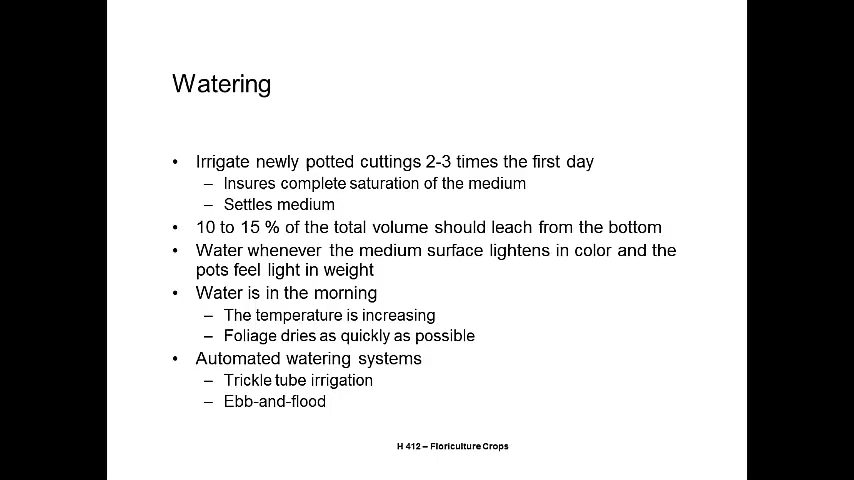 Watering
• Irrigate newly potted cuttings 2-3 times the first day
– Insures complete saturation of the medium
– Settles medium
• 10 to 15 % of the total volume should leach from the bottom
• Water whenever the medium surface lightens in color and the
pots feel light in weight
• Water is in the morning
– The temperature is increasing
– Foliage dries as quickly as possible
• Automated watering systems
– Trickle tube irrigation
– Ebb-and-flood
H 412 – Floriculture Crops